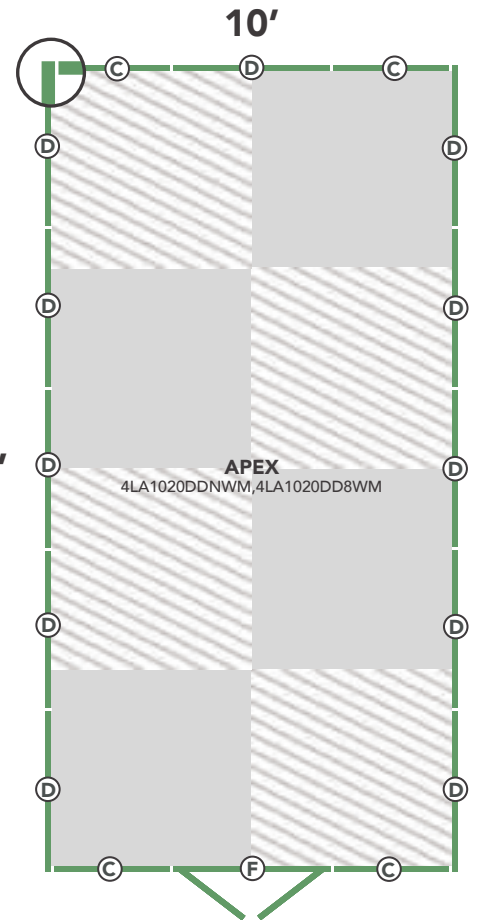 10’
C D C
D D
D D
’
D D
APEX
4LA1020DDNWM,4LA1020DD8WM
D D
D D
C F C